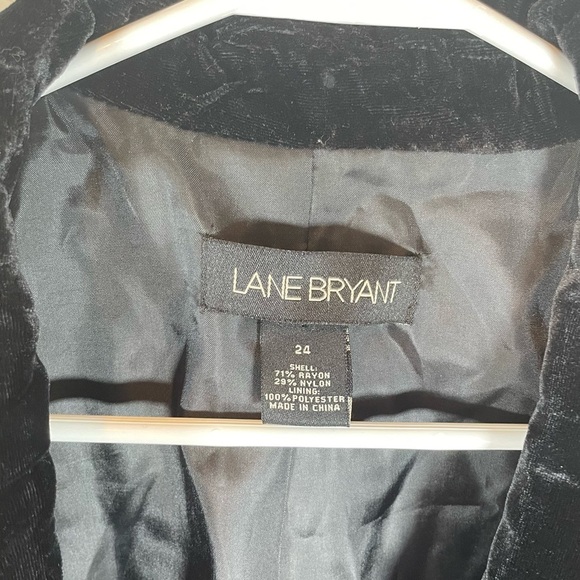 LANE BRYANT
24
SHELL:
71% RAYON
29% NYLON
LINING:
100% POLYESTER
MADE IN CHINA